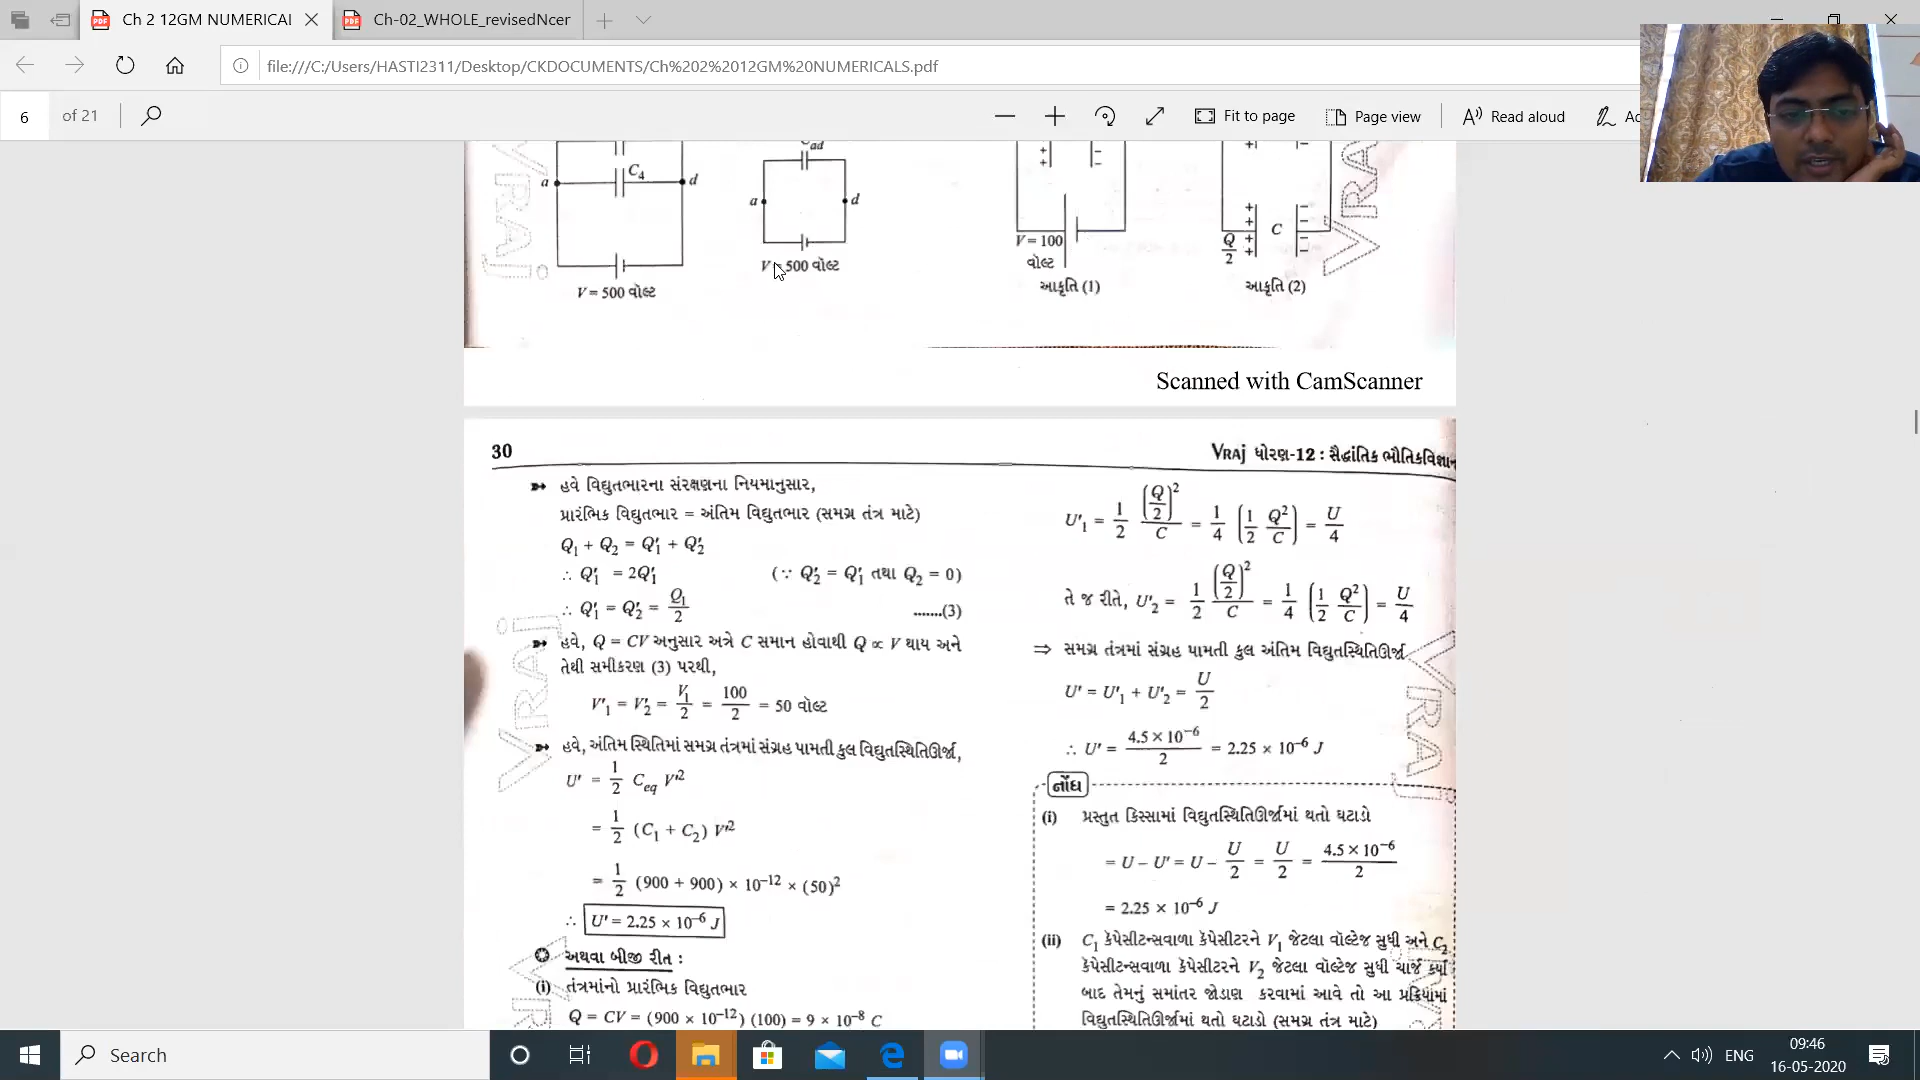 Ch 2 12GM NUMERICAL
Ch-02_WHOLE_revisedNcer
file:///C:/Users/HASTI2311/Desktop/CKDOCUMENTS/Ch%202%2012GM%20NUMERICALS.pdf
6 of 21
Fit to page
Page view
Read aloud
C₄
a
d
V = 500 વોલ્ટ
ad
a
d
V = 500 વોલ્ટ
V = 100
વોલ્ટ
આકૃતિ (1)
Q/2
C
આકૃતિ (2)
Scanned with CamScanner
30
VRAJ ધોરણ-12 : સૈદ્ધાંતિક ભૌતિકવિજ્ઞાન
હવે વિદ્યુતભારના સંરક્ષણના નિયમાનુસાર,
પ્રારંભિક વિદ્યુતભાર = અંતિમ વિદ્યુતભાર (સમગ્ર તંત્ર માટે)
Q₁ + Q₂ = Q′₁ + Q′₂
∴ Q′₁ = 2Q′₁ (∵ Q′₂ = Q′₁ તથા Q₂ = 0)
∴ Q′₁ = Q′₂ = Q₁/2 .......(3)
હવે, Q = CV અનુસાર અત્રે C સમાન હોવાથી Q ∝ V થાય અને
તેથી સમીકરણ (3) પરથી,
V′₁ = V′₂ = V₁/2 = 100/2 = 50 વોલ્ટ
હવે, અંતિમ સ્થિતિમાં સમગ્ર તંત્રમાં સંગ્રહ પામતી કુલ વિદ્યુતસ્થિતિઊર્જા,
U′ = 1/2 Ceq V′²
= 1/2 (C₁ + C₂) V′²
= 1/2 (900 + 900) × 10⁻¹² × (50)²
∴ U′ = 2.25 × 10⁻⁶ J
અથવા બીજી રીત :
(i) તંત્રમાંનો પ્રારંભિક વિદ્યુતભાર
Q = CV = (900 × 10⁻¹²) (100) = 9 × 10⁻⁸ C
U′₁ = 1/2 (Q/2)²/C = 1/4 (1/2 Q²/C) = U/4
તે જ રીતે, U′₂ = 1/2 (Q/2)²/C = 1/4 (1/2 Q²/C) = U/4
⇒ સમગ્ર તંત્રમાં સંગ્રહ પામતી કુલ અંતિમ વિદ્યુતસ્થિતિઊર્જા
U′ = U′₁ + U′₂ = U/2
∴ U′ = 4.5 × 10⁻⁶/2 = 2.25 × 10⁻⁶ J
નોંધ
(i) પ્રસ્તુત કિસ્સામાં વિદ્યુતસ્થિતિઊર્જામાં થતો ઘટાડો
= U – U′ = U – U/2 = U/2 = 4.5 × 10⁻⁶/2
= 2.25 × 10⁻⁶ J
(ii) C₁ કૅપેસીટન્સવાળા કૅપેસીટરને V₁ જેટલા વૉલ્ટેજ સુધી અને C₂
કૅપેસીટન્સવાળા કૅપેસીટરને V₂ જેટલા વૉલ્ટેજ સુધી ચાર્જ કર્યા
બાદ તેમનું સમાંતર જોડાણ કરવામાં આવે તો આ પ્રક્રિયામાં
વિદ્યુતસ્થિતિઊર્જામાં થતો ઘટાડો (સમગ્ર તંત્ર માટે)
Search
ENG
09:46
16-05-2020